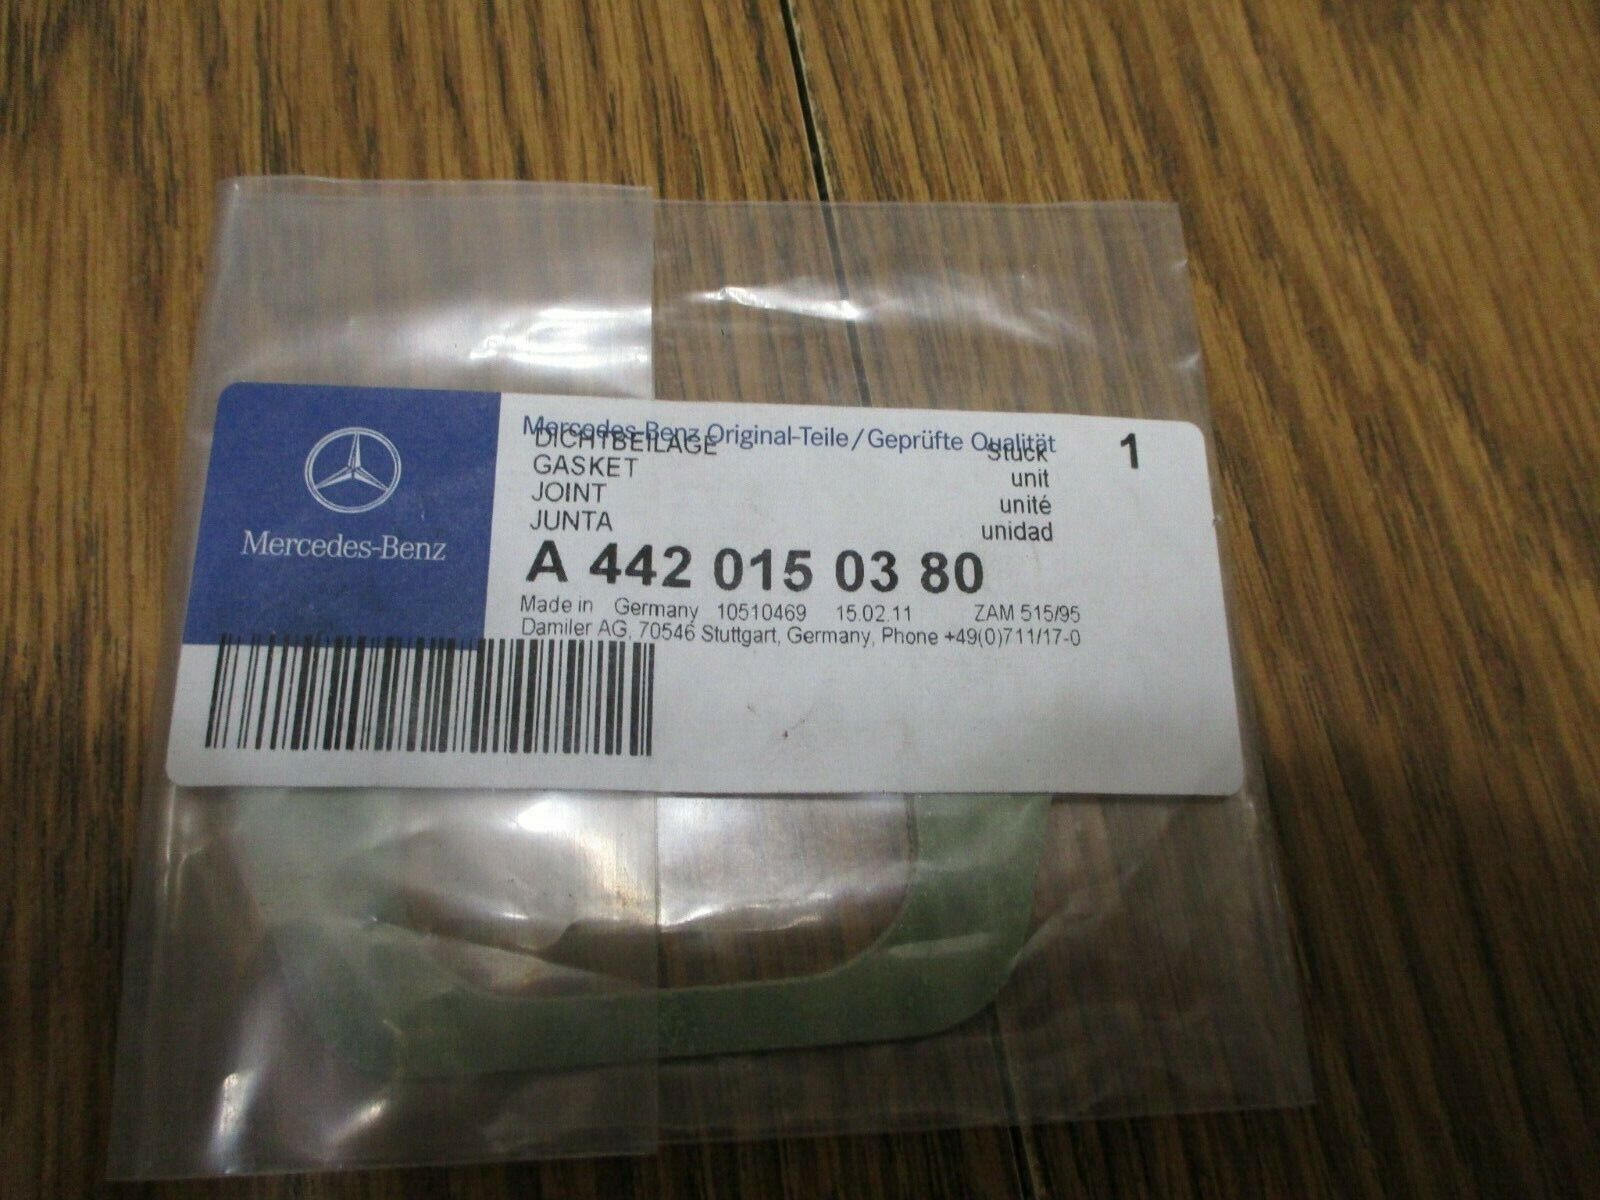 Mercedes-Benz
Mercedes-Benz Original-Teile/Geprüfte Qualität
DICHTBEILAGE Stück 1
GASKET unit
JOINT unité
JUNTA unidad
A 442 015 03 80
Made in Germany 10510469 15.02.11 ZAM 515/95
Damiler AG, 70546 Stuttgart, Germany, Phone +49(0)711/17-0